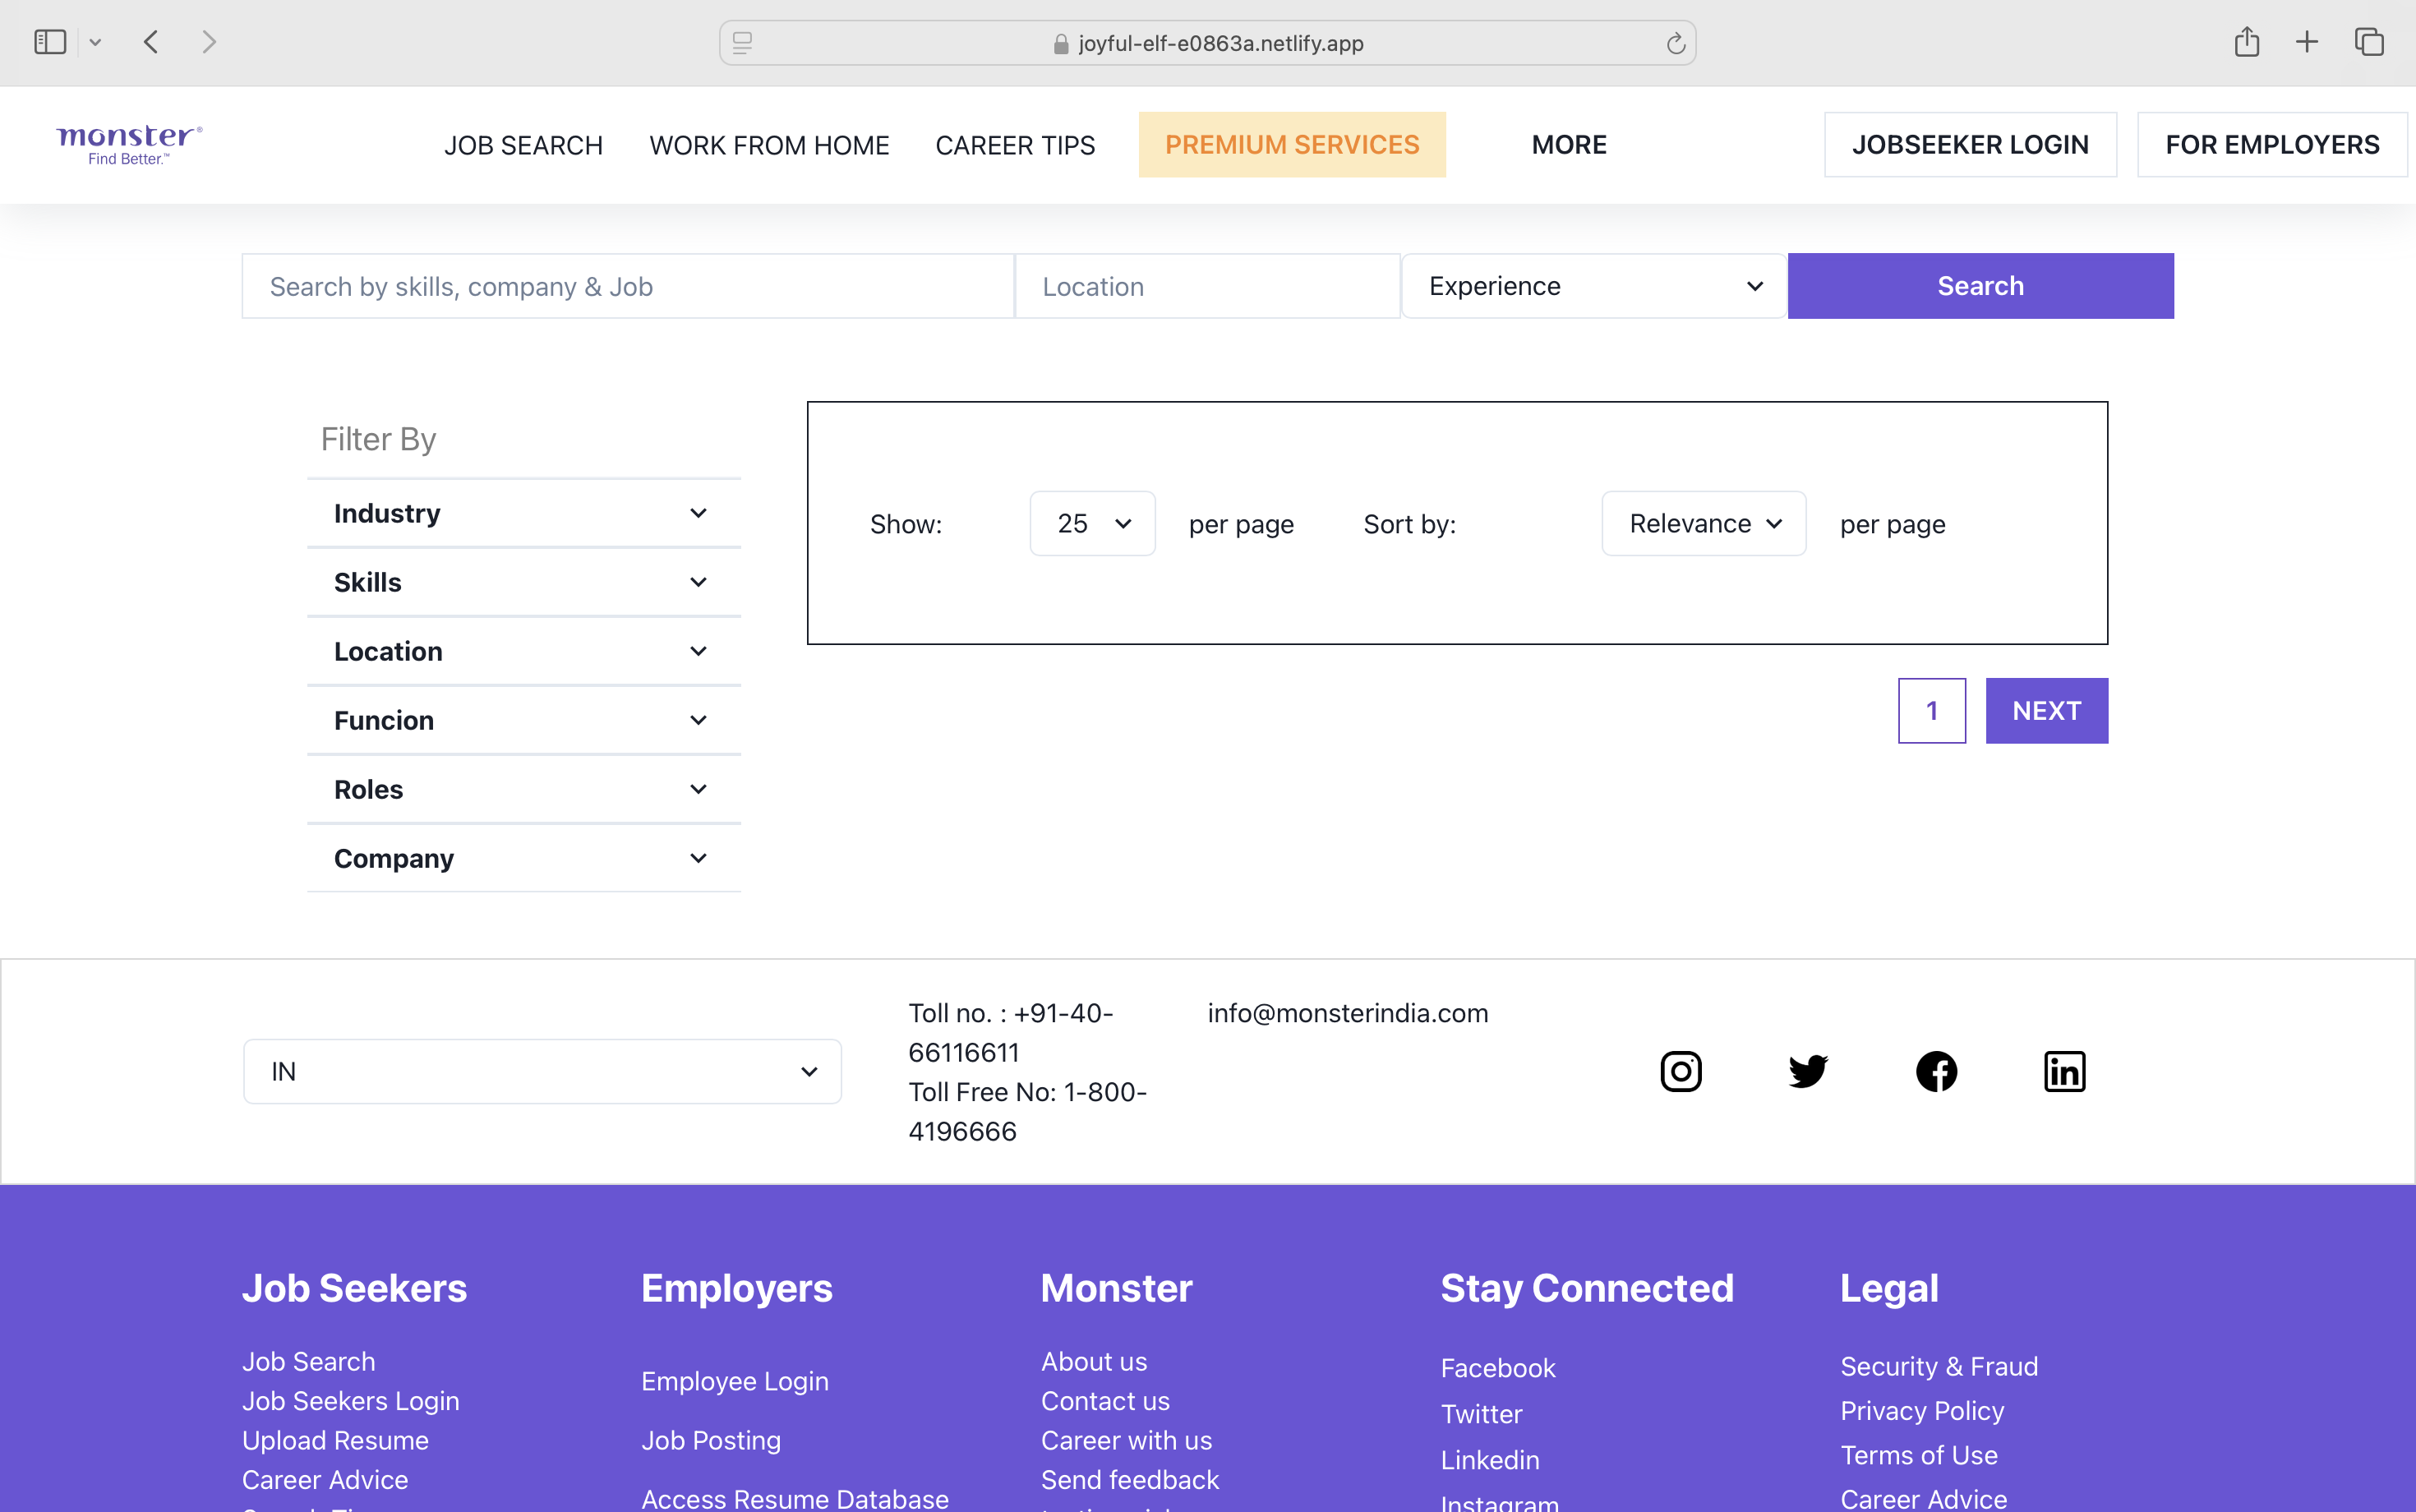 joyful-elf-e0863a.netlify.app
monster®
Find Better.™
JOB SEARCH
WORK FROM HOME
CAREER TIPS
PREMIUM SERVICES
MORE
JOBSEEKER LOGIN
FOR EMPLOYERS
Search by skills, company & Job
Location
Experience
Search
Filter By
Industry
Skills
Location
Funcion
Roles
Company
Show:
25
per page
Sort by:
Relevance
per page
1
NEXT
IN
Toll no. : +91-40-
66116611
Toll Free No: 1-800-
4196666
info@monsterindia.com
Job Seekers
Job Search
Job Seekers Login
Upload Resume
Career Advice
Employers
Employee Login
Job Posting
Access Resume Database
Monster
About us
Contact us
Career with us
Send feedback
Stay Connected
Facebook
Twitter
Linkedin
Instagram
Legal
Security & Fraud
Privacy Policy
Terms of Use
Career Advice